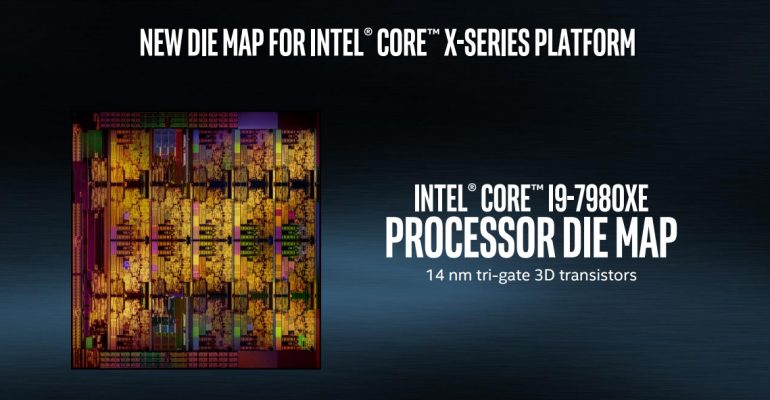 NEW DIE MAP FOR INTEL® CORE™ X-SERIES PLATFORM
INTEL® CORE™ I9-7980XE
PROCESSOR DIE MAP
14 nm tri-gate 3D transistors